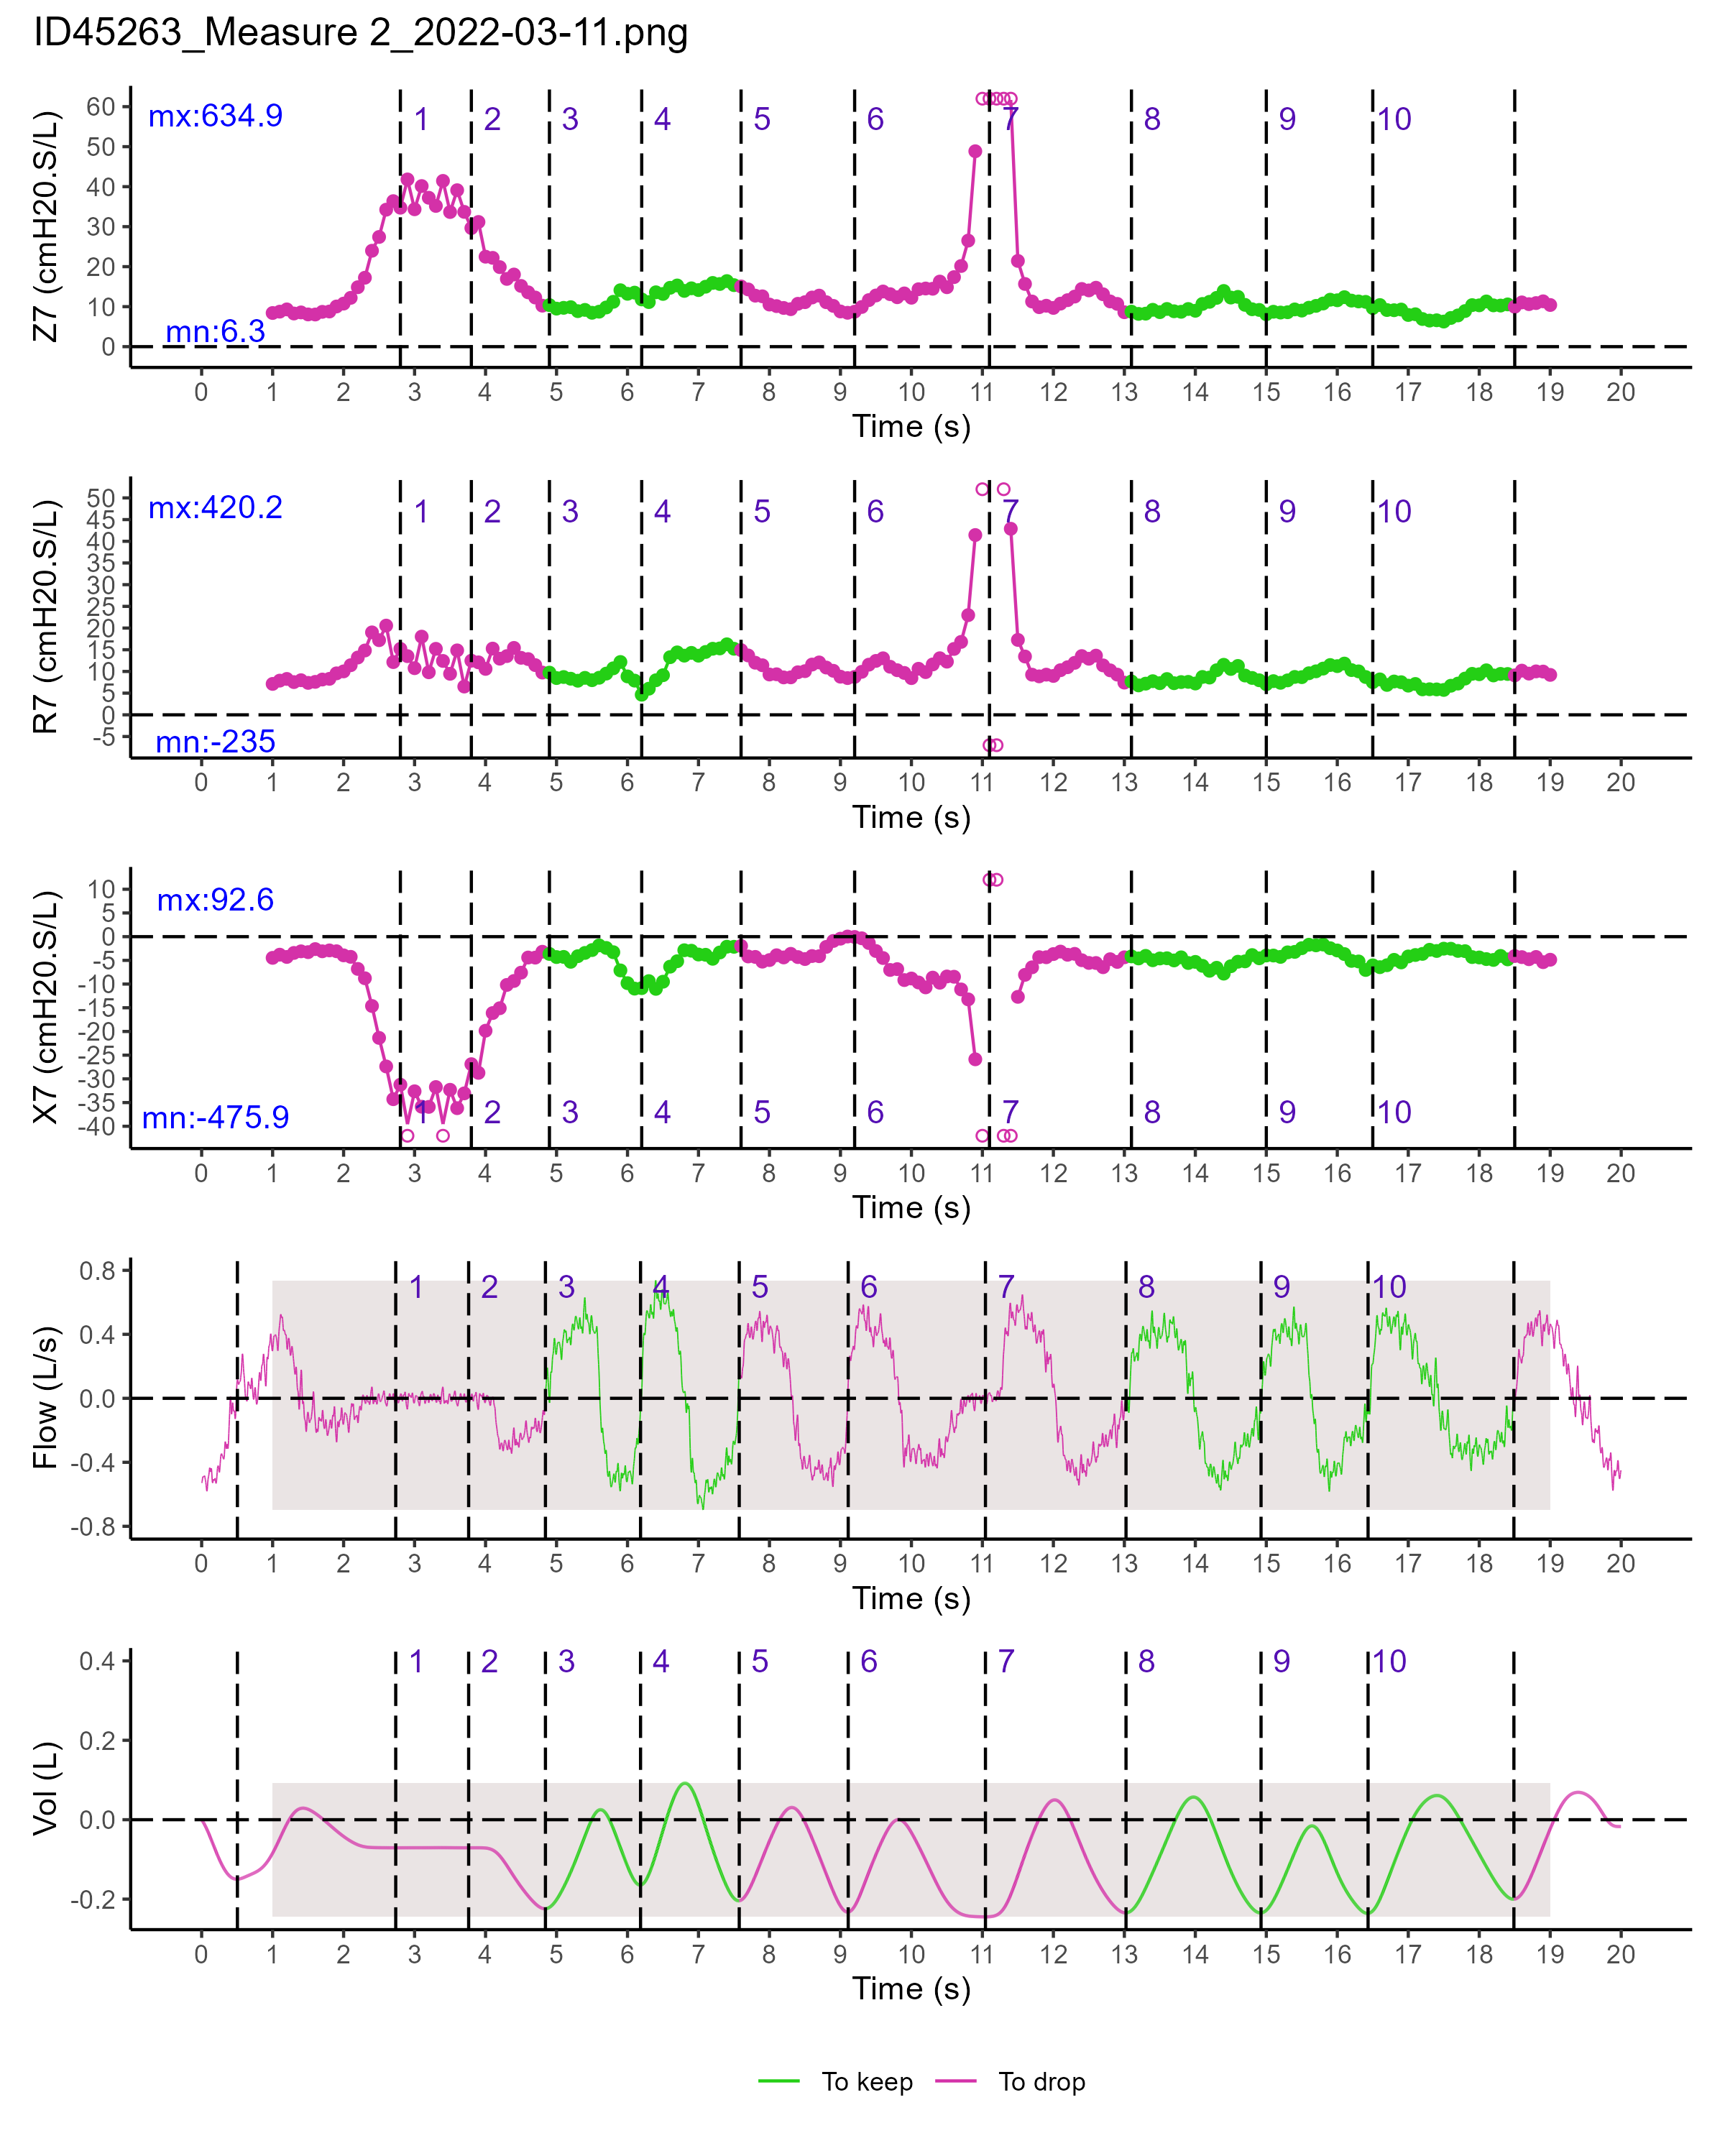 ID45263_Measure 2_2022-03-11.png
mx:634.9
1 2 3 4 5 6 7 8 9 10
60
50
40
30
20
10
0
mn:6.3
Z7 (cmH20.S/L)
0 1 2 3 4 5 6 7 8 9 10 11 12 13 14 15 16 17 18 19 20
Time (s)
mx:420.2
1 2 3 4 5 6 7 8 9 10
50
45
40
35
30
25
20
15
10
5
0
-5
mn:-235
R7 (cmH20.S/L)
0 1 2 3 4 5 6 7 8 9 10 11 12 13 14 15 16 17 18 19 20
Time (s)
mx:92.6
10
5
0
-5
-10
-15
-20
-25
-30
-35
-40
mn:-475.9
1 2 3 4 5 6 7 8 9 10
X7 (cmH20.S/L)
0 1 2 3 4 5 6 7 8 9 10 11 12 13 14 15 16 17 18 19 20
Time (s)
1 2 3 4 5 6 7 8 9 10
0.8
0.4
0.0
-0.4
-0.8
Flow (L/s)
0 1 2 3 4 5 6 7 8 9 10 11 12 13 14 15 16 17 18 19 20
Time (s)
1 2 3 4 5 6 7 8 9 10
0.4
0.2
0.0
-0.2
Vol (L)
0 1 2 3 4 5 6 7 8 9 10 11 12 13 14 15 16 17 18 19 20
Time (s)
To keep To drop